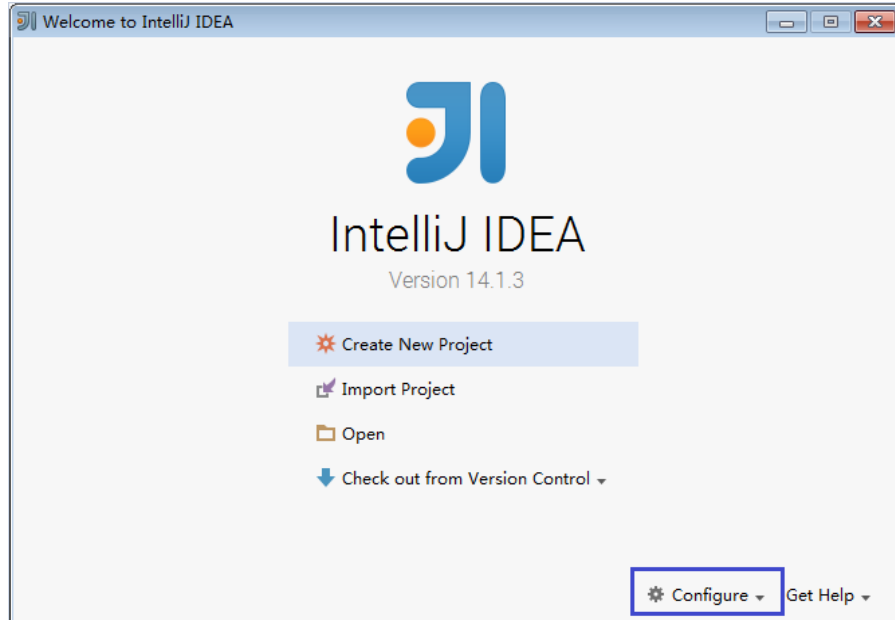 Welcome to IntelliJ IDEA
IntelliJ IDEA
Version 14.1.3
Create New Project
Import Project
Open
Check out from Version Control
Configure Get Help